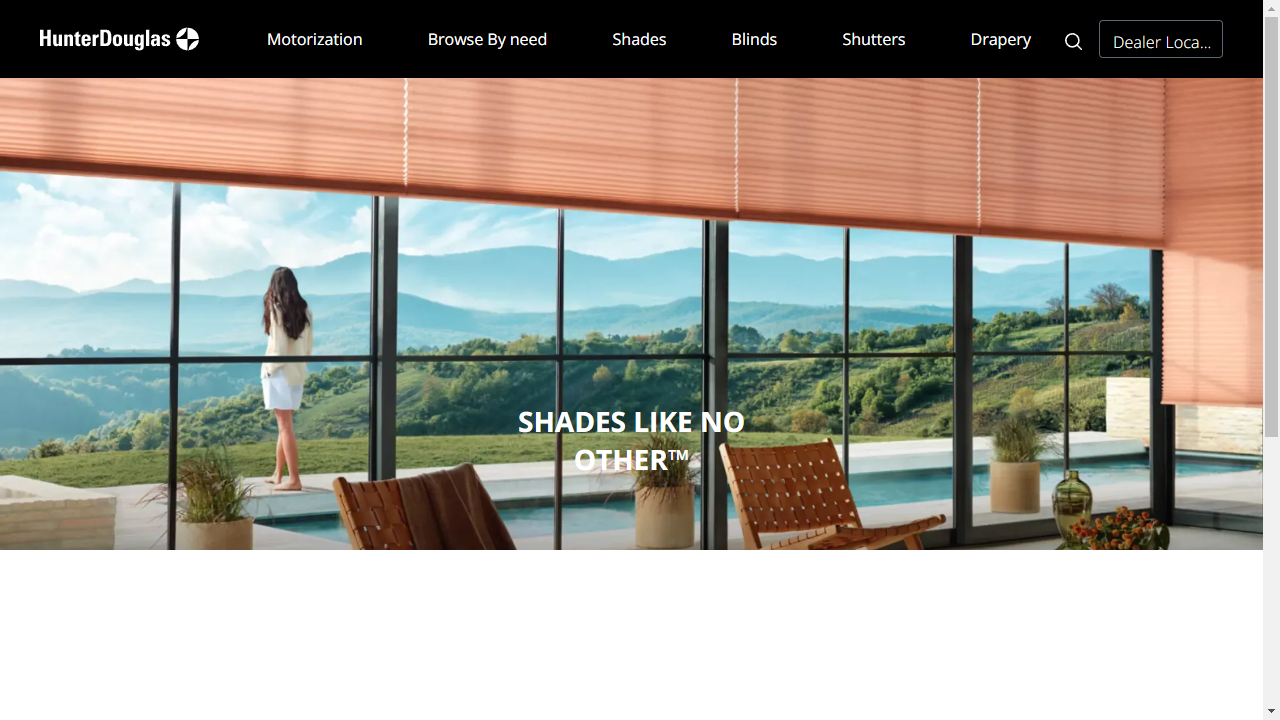 HunterDouglas
Motorization
Browse By need
Shades
Blinds
Shutters
Drapery
Dealer Loca...
SHADES LIKE NO
OTHER™